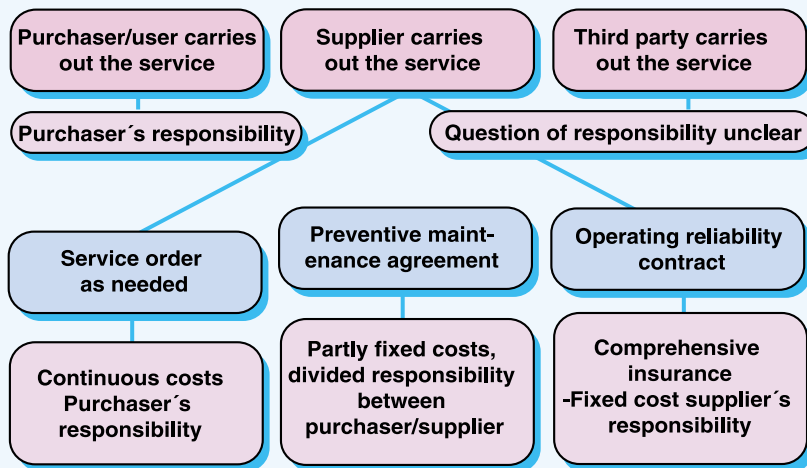 Purchaser/user carries
out the service
Supplier carries
out the service
Third party carries
out the service
Purchaser´s responsibility
Question of responsibility unclear
Service order
as needed
Preventive maint-
enance agreement
Operating reliability
contract
Continuous costs
Purchaser´s
responsibility
Partly fixed costs,
divided responsibility
between
purchaser/supplier
Comprehensive
insurance
-Fixed cost supplier´s
responsibility